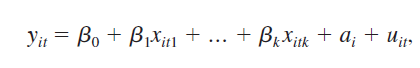 yᵢₜ = β₀ + β₁xᵢₜ₁ + ... + βₖxᵢₜₖ + aᵢ + uᵢₜ,